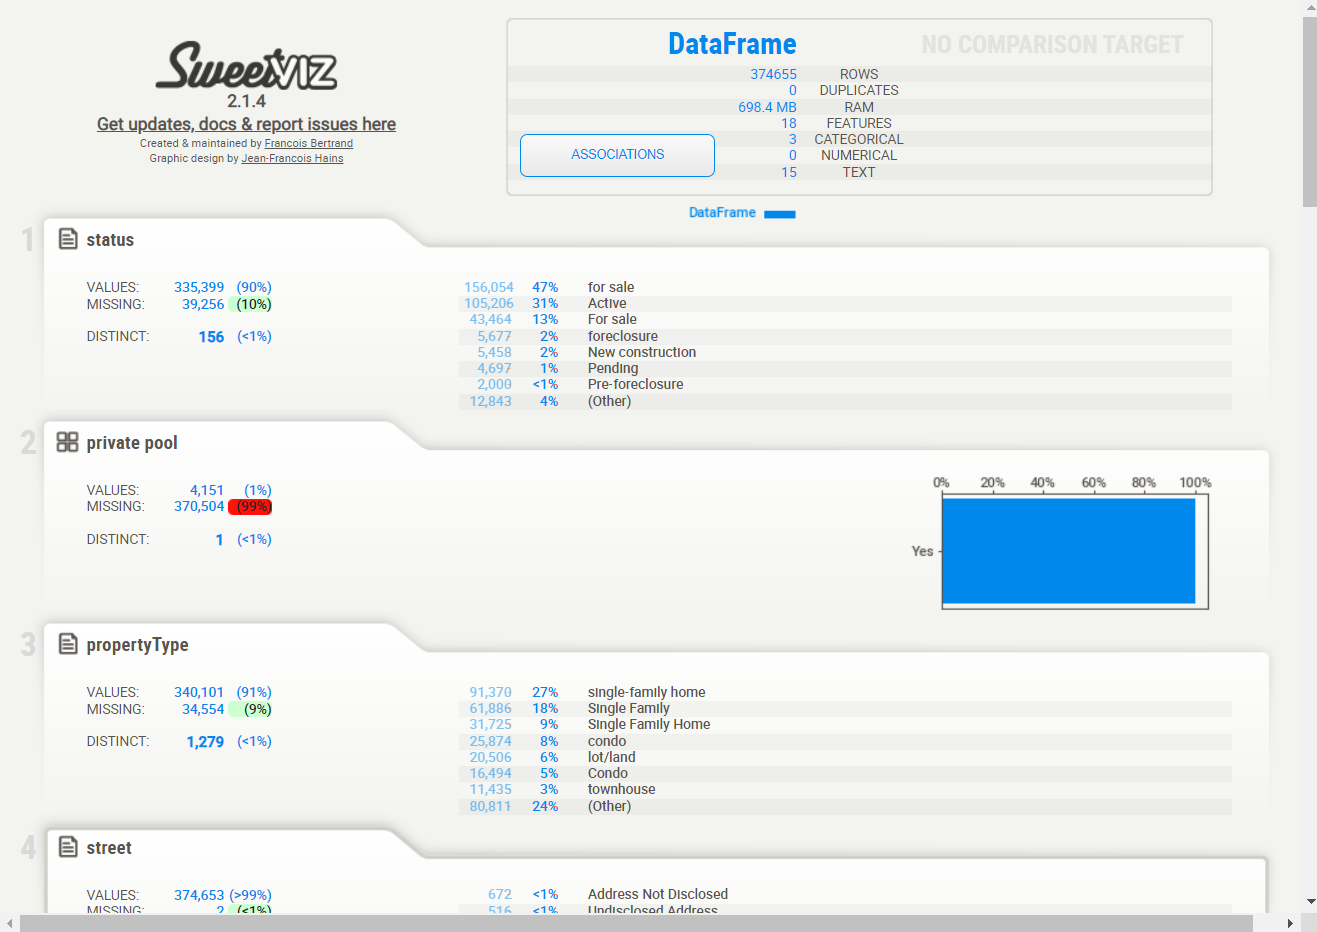 SweetVIZ
2.1.4
Get updates, docs & report issues here
Created & maintained by Francois Bertrand
Graphic design by Jean-Francois Hains
DataFrame NO COMPARISON TARGET
374655 ROWS
0 DUPLICATES
698.4 MB RAM
18 FEATURES
3 CATEGORICAL
0 NUMERICAL
15 TEXT
ASSOCIATIONS
DataFrame
1 status
VALUES: 335,399 (90%)
MISSING: 39,256 (10%)
DISTINCT: 156 (<1%)
156,054 47% for sale
105,206 31% Active
43,464 13% For sale
5,677 2% foreclosure
5,458 2% New construction
4,697 1% Pending
2,000 <1% Pre-foreclosure
12,843 4% (Other)
2 private pool
VALUES: 4,151 (1%)
MISSING: 370,504 (99%)
DISTINCT: 1 (<1%)
0% 20% 40% 60% 80% 100%
Yes
3 propertyType
VALUES: 340,101 (91%)
MISSING: 34,554 (9%)
DISTINCT: 1,279 (<1%)
91,370 27% single-family home
61,886 18% Single Family
31,725 9% Single Family Home
25,874 8% condo
20,506 6% lot/land
16,494 5% Condo
11,435 3% townhouse
80,811 24% (Other)
4 street
VALUES: 374,653 (>99%)
MISSING: 2 (<1%)
672 <1% Address Not Disclosed
516 <1% Undisclosed Address